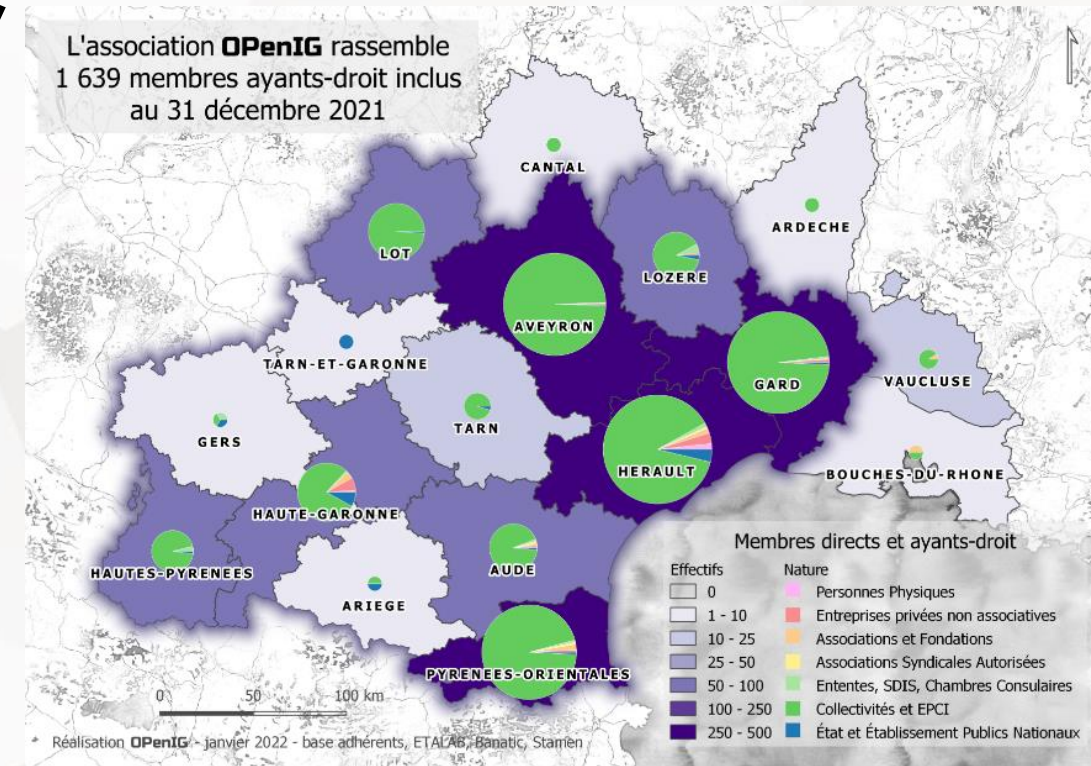 L'association OPenIG rassemble
1 639 membres ayants-droit inclus
au 31 décembre 2021
CANTAL
ARDECHE
LOT
LOZERE
AVEYRON
TARN-ET-GARONNE
GARD
VAUCLUSE
TARN
GERS
HERAULT
BOUCHES-DU-RHONE
HAUTE-GARONNE
HAUTES-PYRENEES
AUDE
ARIEGE
PYRENEES-ORIENTALES
Membres directs et ayants-droit
Effectifs Nature
0 Personnes Physiques
1 - 10 Entreprises privées non associatives
10 - 25 Associations et Fondations
25 - 50 Associations Syndicales Autorisées
50 - 100 Ententes, SDIS, Chambres Consulaires
100 - 250 Collectivités et EPCI
250 - 500 État et Établissement Publics Nationaux
0 50 100 km
Réalisation OPenIG - janvier 2022 - base adhérents, ETALAB, Banatic, Stamen